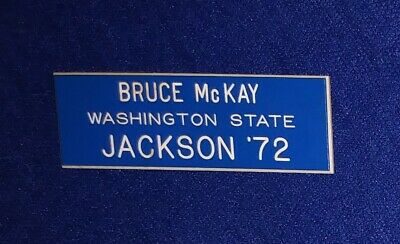 BRUCE McKAY
WASHINGTON STATE
JACKSON '72